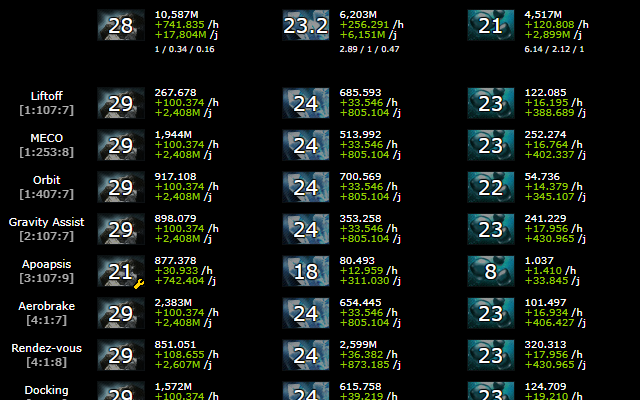 28 10,587M 23.2 6,203M 21 4,517M
+741.835 /h +256.291 /h +120.808 /h
+17,804M /j +6,151M /j +2,899M /j
1 / 0.34 / 0.16 2.89 / 1 / 0.47 6.14 / 2.12 / 1
Liftoff 29 267.678 24 685.593 23 122.085
[1:107:7] +100.374 /h +33.546 /h +16.195 /h
+2,408M /j +805.104 /j +388.689 /j
MECO 29 1,944M 24 513.992 23 252.274
[1:253:8] +100.374 /h +33.546 /h +16.764 /h
+2,408M /j +805.104 /j +402.337 /j
Orbit 29 917.108 24 700.569 22 54.736
[1:407:7] +100.374 /h +33.546 /h +14.379 /h
+2,408M /j +805.104 /j +345.107 /j
Gravity Assist 29 898.079 24 353.258 23 241.229
[2:107:7] +100.374 /h +33.546 /h +17.956 /h
+2,408M /j +805.104 /j +430.965 /j
Apoapsis 21 877.378 18 80.493 8 1.037
[3:107:9] +30.933 /h +12.959 /h +1.410 /h
+742.404 /j +311.030 /j +33.845 /j
Aerobrake 29 2,383M 24 654.445 23 101.497
[4:1:7] +100.374 /h +33.546 /h +16.934 /h
+2,408M /j +805.104 /j +406.427 /j
Rendez-vous 29 851.051 24 2,599M 23 320.313
[4:1:8] +108.655 /h +36.382 /h +17.956 /h
+2,607M /j +873.185 /j +430.965 /j
Docking 29 1,572M 24 615.758 23 124.709
+100.374 /h +39.219 /h +19.210 /h